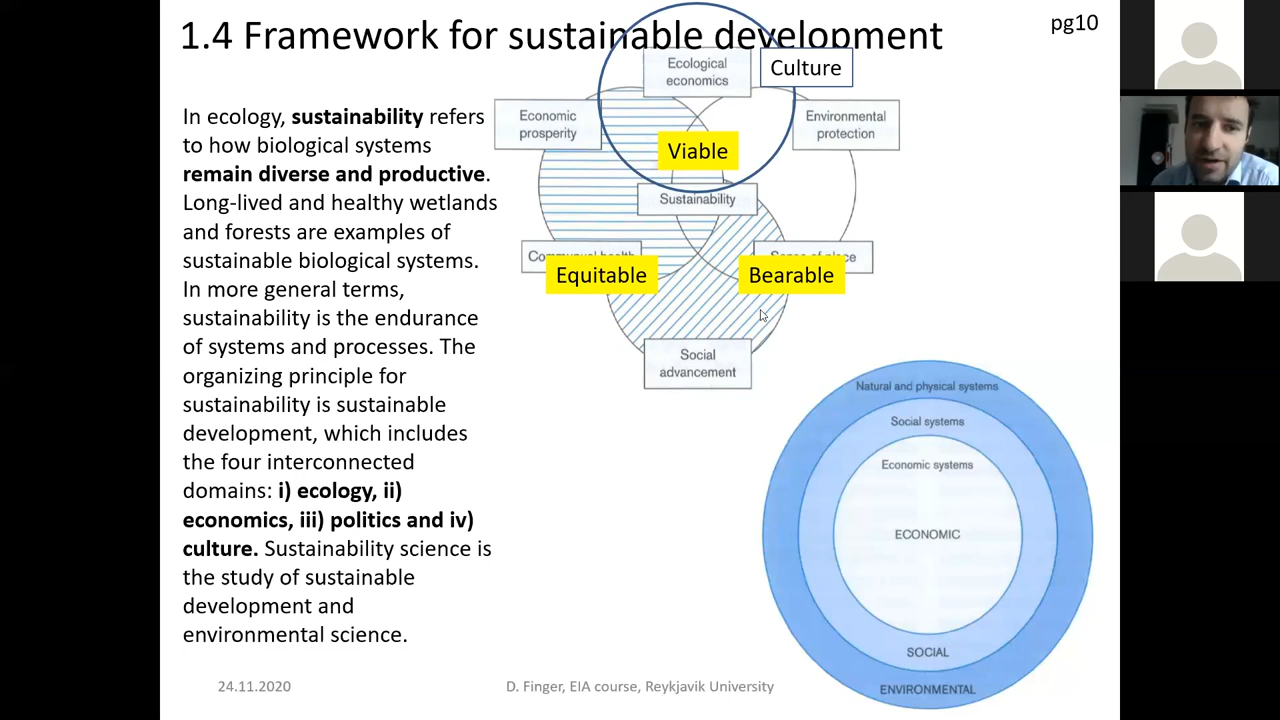 1.4 Framework for sustainable development
pg10
In ecology, sustainability refers
to how biological systems
remain diverse and productive.
Long-lived and healthy wetlands
and forests are examples of
sustainable biological systems.
In more general terms,
sustainability is the endurance
of systems and processes. The
organizing principle for
sustainability is sustainable
development, which includes
the four interconnected
domains: i) ecology, ii)
economics, iii) politics and iv)
culture. Sustainability science is
the study of sustainable
development and
environmental science.
Ecological
economics
Culture
Economic
prosperity
Environmental
protection
Viable
Sustainability
Communal health
Sense of place
Equitable
Bearable
Social
advancement
Natural and physical systems
Social systems
Economic systems
ECONOMIC
SOCIAL
ENVIRONMENTAL
24.11.2020
D. Finger, EIA course, Reykjavik University